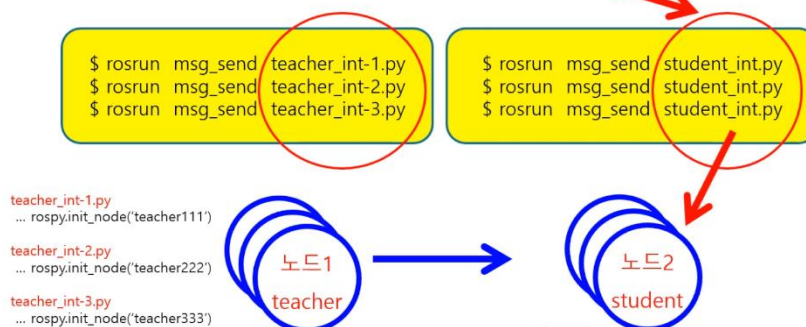 $ rosrun msg_send teacher_int-1.py
$ rosrun msg_send teacher_int-2.py
$ rosrun msg_send teacher_int-3.py
$ rosrun msg_send student_int.py
$ rosrun msg_send student_int.py
$ rosrun msg_send student_int.py
teacher_int-1.py
... rospy.init_node('teacher111')
teacher_int-2.py
... rospy.init_node('teacher222')
teacher_int-3.py
... rospy.init_node('teacher333')
노드1
teacher
노드2
student